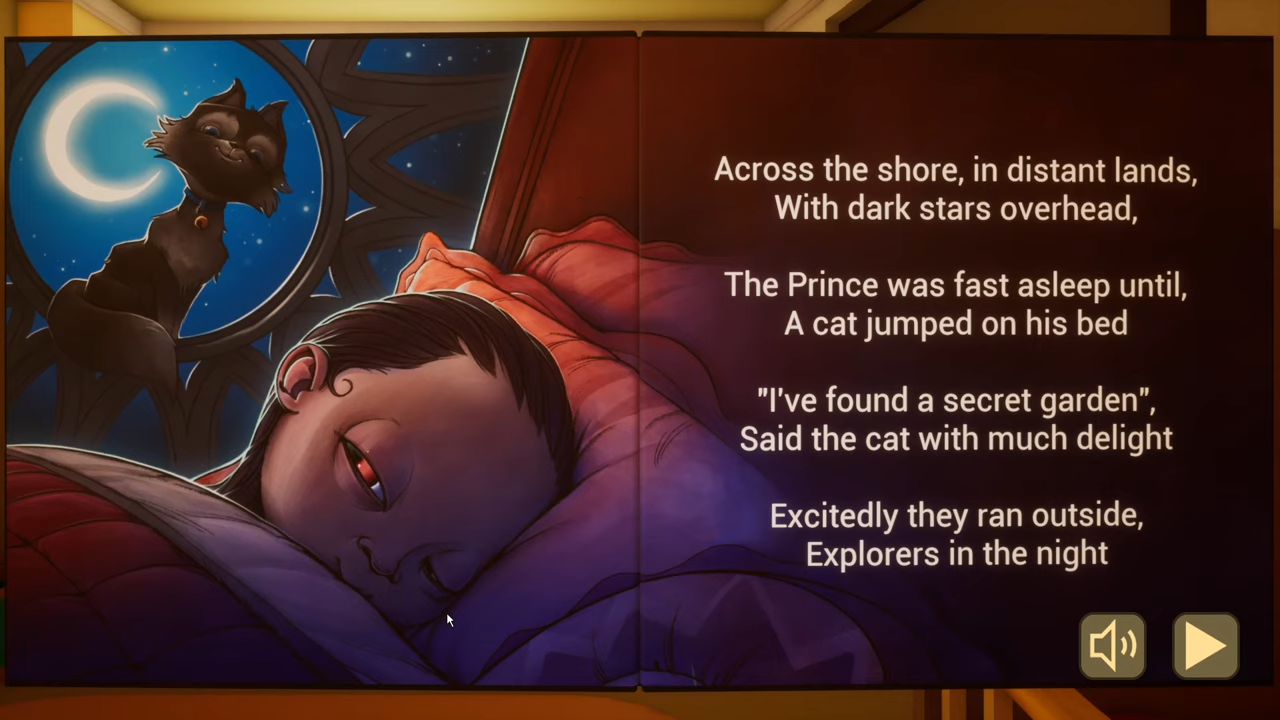 Across the shore, in distant lands,
With dark stars overhead,
The Prince was fast asleep until,
A cat jumped on his bed
"I've found a secret garden",
Said the cat with much delight
Excitedly they ran outside,
Explorers in the night